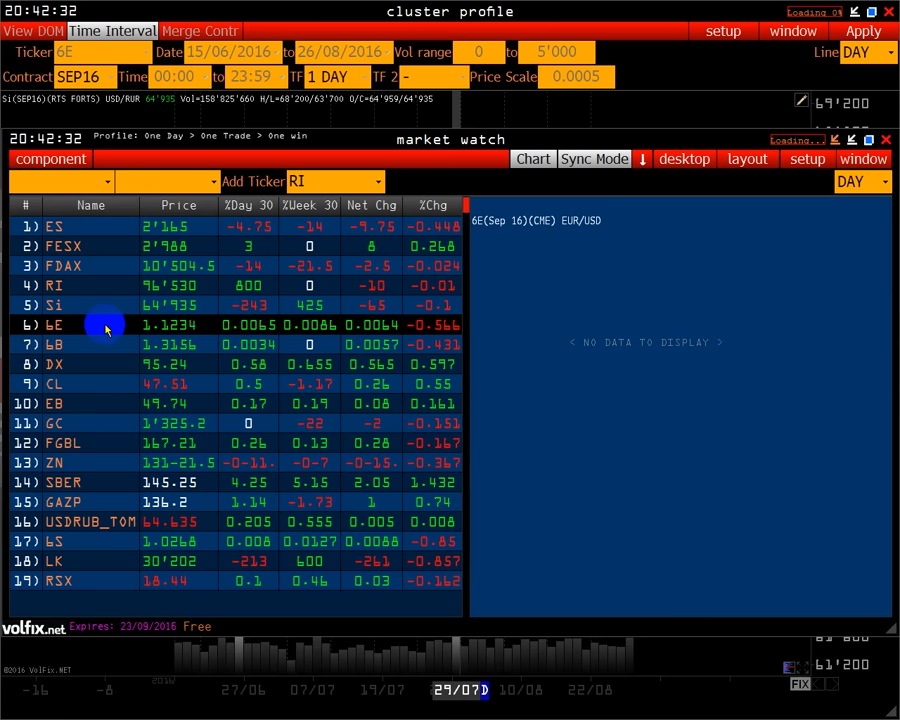 20:42:32 cluster profile Loading 0%
View DOM Time Interval Merge Contr setup window Apply
Ticker 6E Date 15/06/2016 to 26/08/2016 Vol range 0 to 5'000 Line DAY
Contract SEP16 Time 00:00 to 23:59 TF 1 DAY TF 2 - Price Scale 0.0005
Si(SEP16)(RTS FORTS) USD/RUR 64'935 Vol=158'825'660 H/L=68'200/63'700 O/C=64'959/64'935 69'200
20:42:32 Profile: One Day > One Trade > One win market watch Loading...
component Chart Sync Mode ↓ desktop layout setup window
Add Ticker RI DAY
# Name Price %Day 30 %Week 30 Net Chg %Chg
1) ES 2'165 -4.75 -14 -9.75 -0.448
2) FESX 2'988 3 0 8 0.268
3) FDAX 10'504.5 -14 -21.5 -2.5 -0.024
4) RI 96'530 800 0 -10 -0.01
5) Si 64'935 -243 425 -65 -0.1
6) 6E 1.1234 0.0065 0.0086 0.0064 -0.566
7) 6B 1.3156 0.0034 0 0.0057 -0.431
8) DX 95.24 0.58 0.655 0.565 0.597
9) CL 47.51 0.5 -1.17 0.26 0.55
10) EB 49.74 0.17 0.19 0.08 0.161
11) GC 1'325.2 0 -22 -2 -0.151
12) FGBL 167.21 0.26 0.13 0.28 -0.167
13) ZN 131-21.5 -0-11. -0-7 -0-15. -0.367
14) SBER 145.25 4.25 5.15 2.05 1.432
15) GAZP 136.2 1.14 -1.73 1 0.74
16) USDRUB_TOM 64.635 0.205 0.555 0.005 0.008
17) 6S 1.0268 0.008 0.0127 0.0088 -0.85
18) LK 30'202 -213 600 -261 -0.857
19) RSX 18.44 0.1 0.46 0.03 -0.162
6E(Sep 16)(CME) EUR/USD
< NO DATA TO DISPLAY >
volfix.net Expires: 23/09/2016 Free
61'200
©2016 VolFix.NET
FIX
-16 -8 2016 27/06 07/07 19/07 29/07 D 10/08 22/08